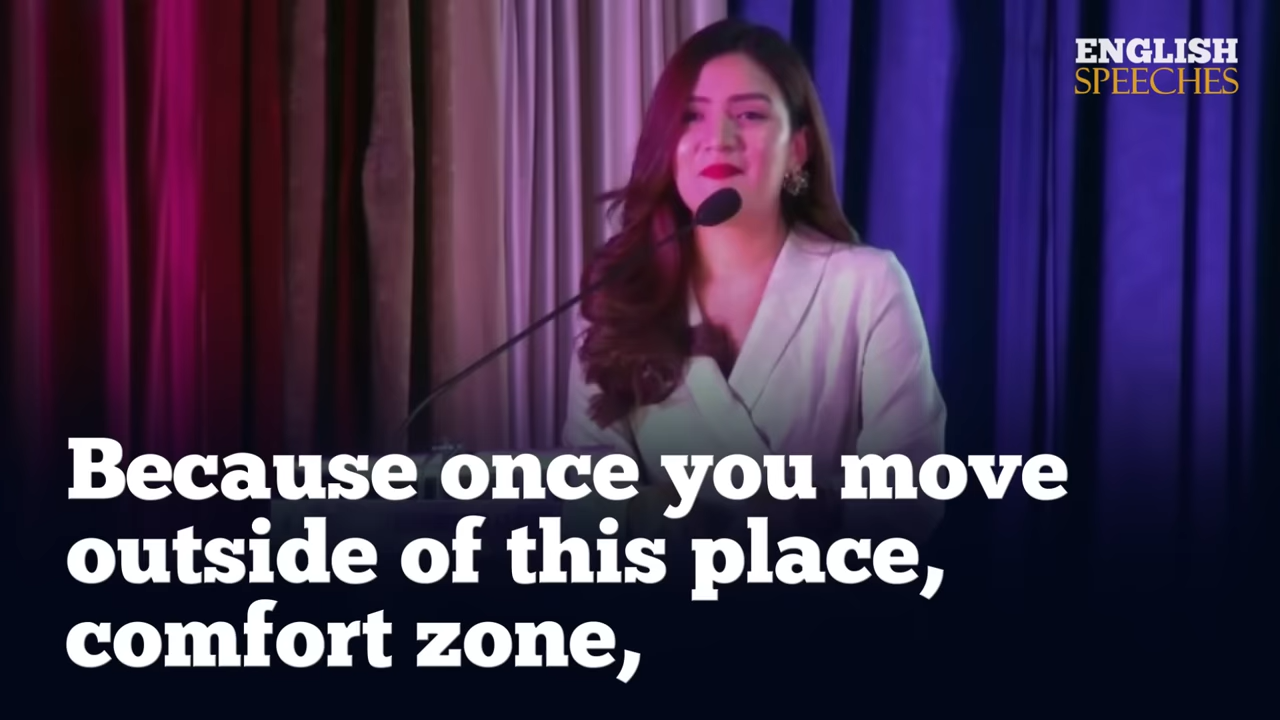 ENGLISH
SPEECHES
Because once you move
outside of this place,
comfort zone,